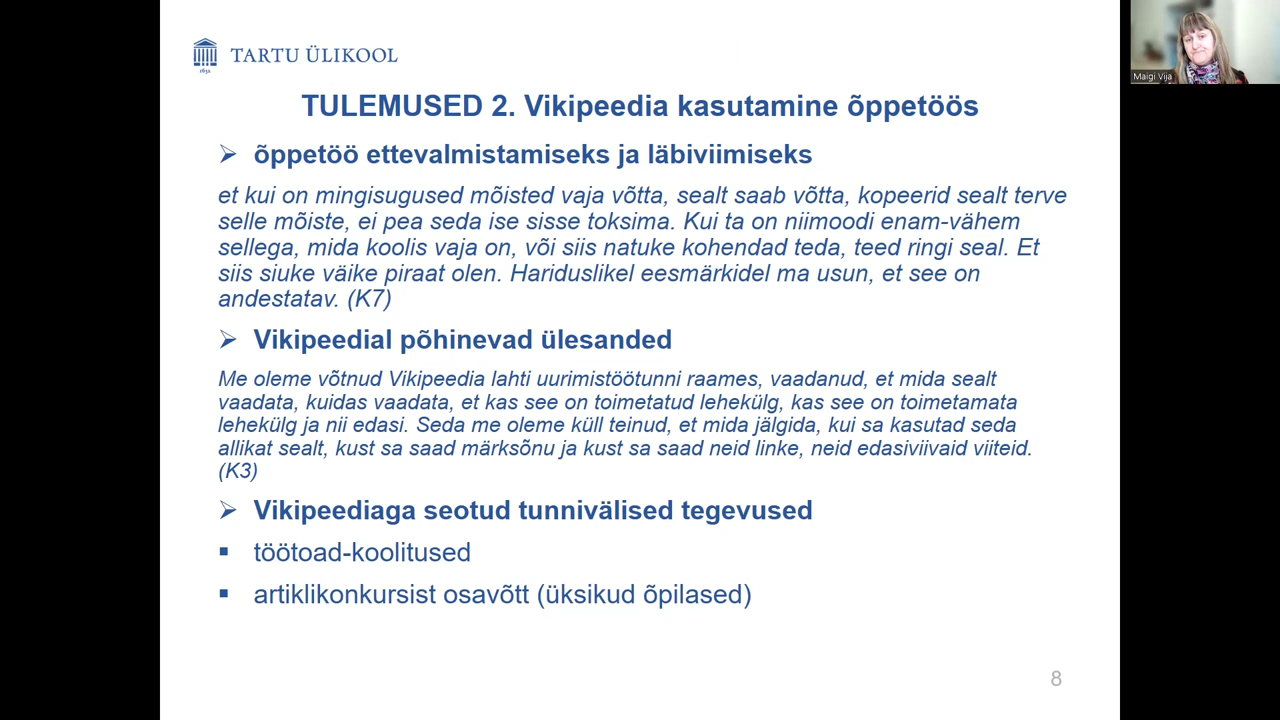 TARTU ÜLIKOOL
1632
Maigi Vija
TULEMUSED 2. Vikipeedia kasutamine õppetöös
➢ õppetöö ettevalmistamiseks ja läbiviimiseks
et kui on mingisugused mõisted vaja võtta, sealt saab võtta, kopeerid sealt terve
selle mõiste, ei pea seda ise sisse toksima. Kui ta on niimoodi enam-vähem
sellega, mida koolis vaja on, või siis natuke kohendad teda, teed ringi seal. Et
siis siuke väike piraat olen. Hariduslikel eesmärkidel ma usun, et see on
andestatav. (K7)
➢ Vikipeedial põhinevad ülesanded
Me oleme võtnud Vikipeedia lahti uurimistöötunni raames, vaadanud, et mida sealt
vaadata, kuidas vaadata, et kas see on toimetatud lehekülg, kas see on toimetamata
lehekülg ja nii edasi. Seda me oleme küll teinud, et mida jälgida, kui sa kasutad seda
allikat sealt, kust sa saad märksõnu ja kust sa saad neid linke, neid edasiviivaid viiteid.
(K3)
➢ Vikipeediaga seotud tunnivälised tegevused
▪ töötoad-koolitused
▪ artiklikonkursist osavõtt (üksikud õpilased)
8